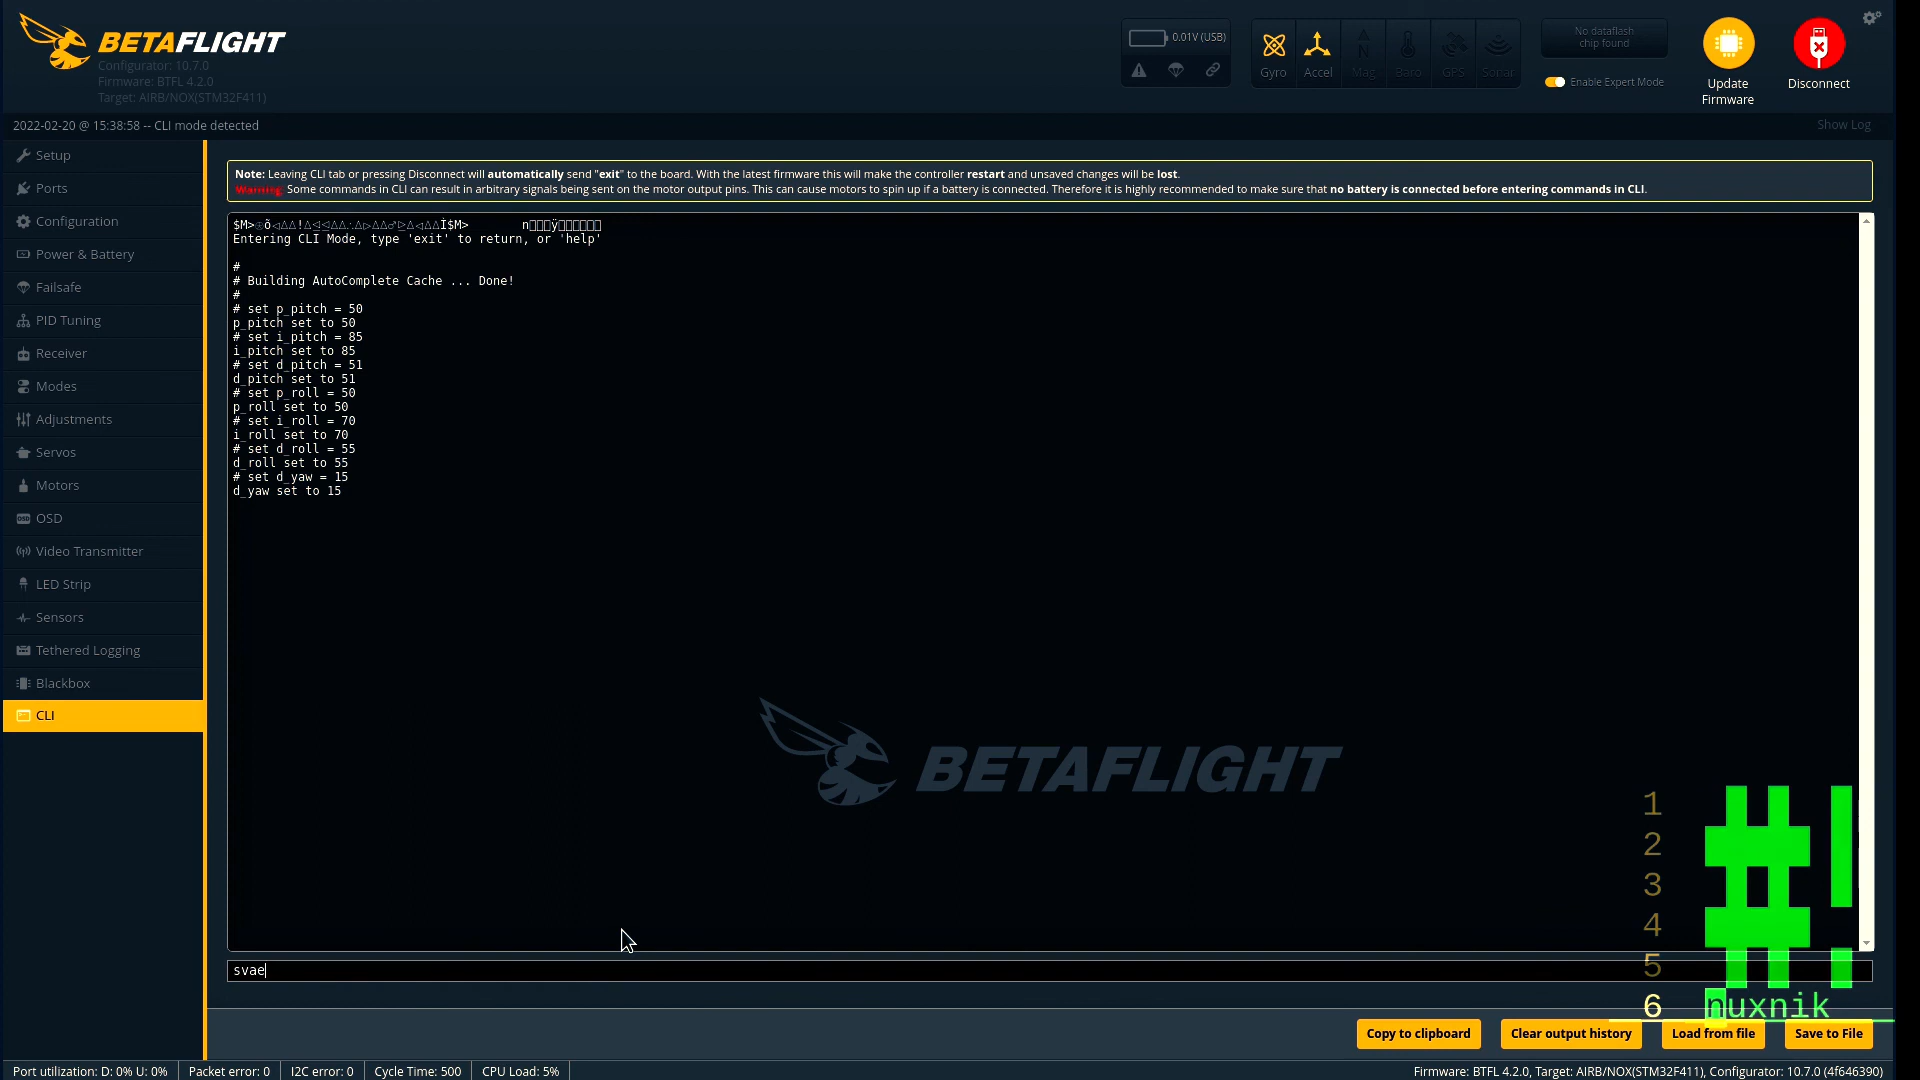 BETAFLIGHT
Configurator: 10.7.0
Firmware: BTFL 4.2.0
Target: AIRB/NOX(STM32F411)
0.01V (USB)
Gyro Accel Mag Baro GPS Sonar
No dataflash
chip found
Enable Expert Mode
Update
Firmware
Disconnect
2022-02-20 @ 15:38:58 -- CLI mode detected
Show Log
Setup
Ports
Configuration
Power & Battery
Failsafe
PID Tuning
Receiver
Modes
Adjustments
Servos
Motors
OSD
Video Transmitter
LED Strip
Sensors
Tethered Logging
Blackbox
CLI
Note: Leaving CLI tab or pressing Disconnect will automatically send "exit" to the board. With the latest firmware this will make the controller restart and unsaved changes will be lost.
Warning: Some commands in CLI can result in arbitrary signals being sent on the motor output pins. This can cause motors to spin up if a battery is connected. Therefore it is highly recommended to make sure that no battery is connected before entering commands in CLI.
Entering CLI Mode, type 'exit' to return, or 'help'
#
# Building AutoComplete Cache ... Done!
#
# set p_pitch = 50
p_pitch set to 50
# set i_pitch = 85
i_pitch set to 85
# set d_pitch = 51
d_pitch set to 51
# set p_roll = 50
p_roll set to 50
# set i_roll = 70
i_roll set to 70
# set d_roll = 55
d_roll set to 55
# set d_yaw = 15
d_yaw set to 15
BETAFLIGHT
svae
1
2
3
4
5
6 nuxnik
#!
Copy to clipboard
Clear output history
Load from file
Save to File
Port utilization: D: 0% U: 0%
Packet error: 0
I2C error: 0
Cycle Time: 500
CPU Load: 5%
Firmware: BTFL 4.2.0, Target: AIRB/NOX(STM32F411), Configurator: 10.7.0 (4f646390)